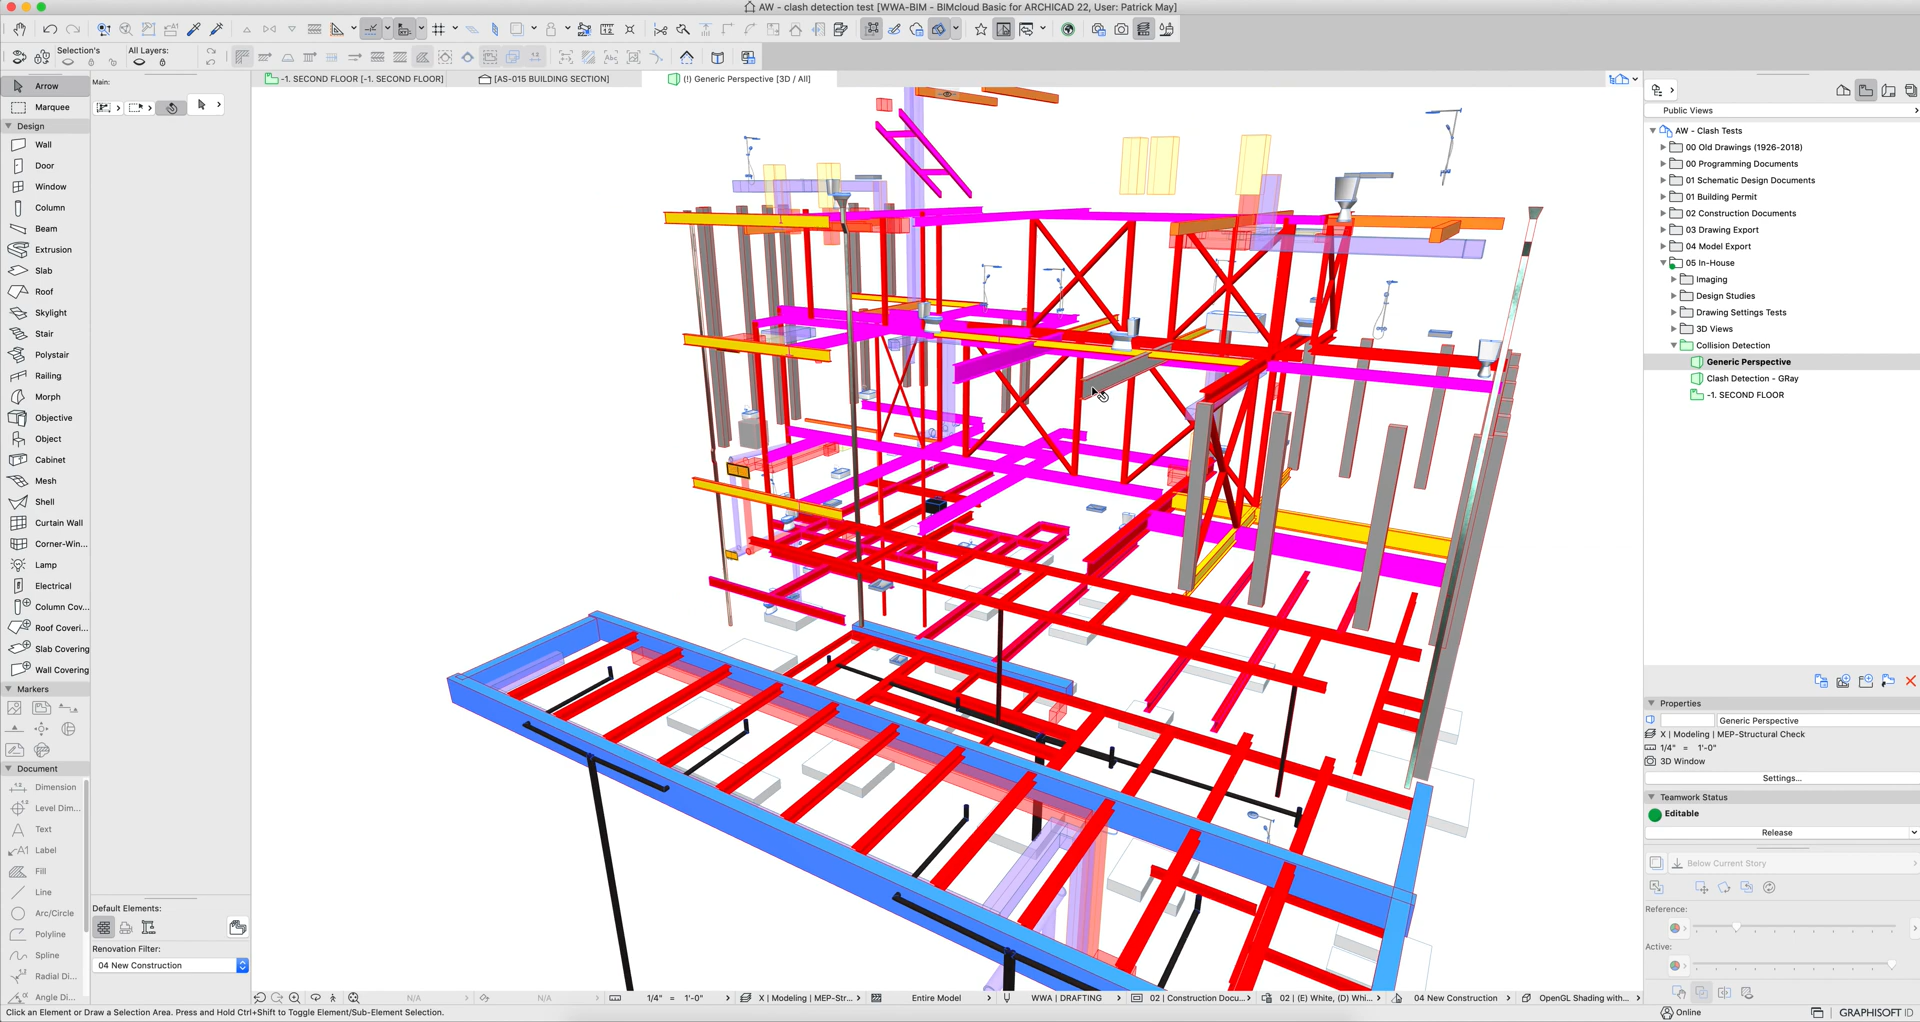 AW - clash detection test [WWA-BIM - BIMcloud Basic for ARCHICAD 22, User: Patrick May]
Selection's
All Layers:
Arrow
Marquee
Design
Wall
Door
Window
Column
Beam
Extrusion
Slab
Roof
Skylight
Stair
Polystair
Railing
Morph
Objective
Object
Cabinet
Mesh
Shell
Curtain Wall
Corner-Win...
Lamp
Electrical
Column Cov...
Roof Coveri...
Slab Covering
Wall Covering
Markers
Document
Dimension
Level Dim...
Text
Label
Fill
Line
Arc/Circle
Polyline
Spline
Radial Di...
Angle Di...
Main:
Default Elements:
Renovation Filter:
04 New Construction
-1. SECOND FLOOR [-1. SECOND FLOOR]
[AS-015 BUILDING SECTION]
(!) Generic Perspective [3D / All]
Public Views
AW - Clash Tests
00 Old Drawings (1926-2018)
00 Programming Documents
01 Schematic Design Documents
01 Building Permit
02 Construction Documents
03 Drawing Export
04 Model Export
05 In-House
Imaging
Design Studies
Drawing Settings Tests
3D Views
Collision Detection
Generic Perspective
Clash Detection - GRay
-1. SECOND FLOOR
Properties
Generic Perspective
X | Modeling | MEP-Structural Check
1/4" = 1'-0"
3D Window
Settings...
Teamwork Status
Editable
Release
Below Current Story
Reference:
Active:
N/A
N/A
1/4" = 1'-0"
X | Modeling | MEP-Str...
Entire Model
WWA | DRAFTING
02 | Construction Docu...
02 | (E) White, (D) Whi...
04 New Construction
OpenGL Shading with...
Click an Element or Draw a Selection Area. Press and Hold Ctrl+Shift to Toggle Element/Sub-Element Selection.
Online
GRAPHISOFT ID